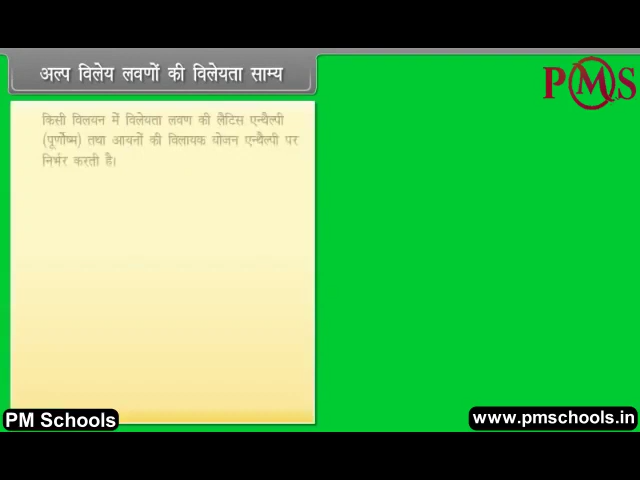 अल्प विलेय लवणों की विलेयता साम्य
PMS
किसी विलयन में विलेयता लवण की लैटिस एन्थैल्पी
(पूर्णोष्म) तथा आयनों की विलायक योजन एन्थैल्पी पर
निर्भर करती है।
PM Schools
www.pmschools.in